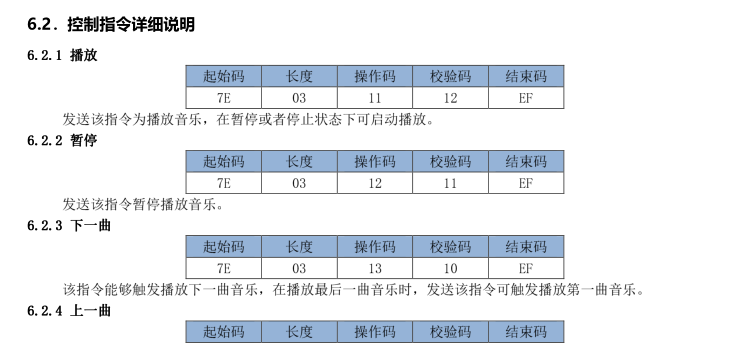 6.2. 控制指令详细说明
6.2.1 播放
起始码 长度 操作码 校验码 结束码
7E 03 11 12 EF
发送该指令为播放音乐，在暂停或者停止状态下可启动播放。
6.2.2 暂停
起始码 长度 操作码 校验码 结束码
7E 03 12 11 EF
发送该指令暂停播放音乐。
6.2.3 下一曲
起始码 长度 操作码 校验码 结束码
7E 03 13 10 EF
该指令能够触发播放下一曲音乐，在播放最后一曲音乐时，发送该指令可触发播放第一曲音乐。
6.2.4 上一曲
起始码 长度 操作码 校验码 结束码